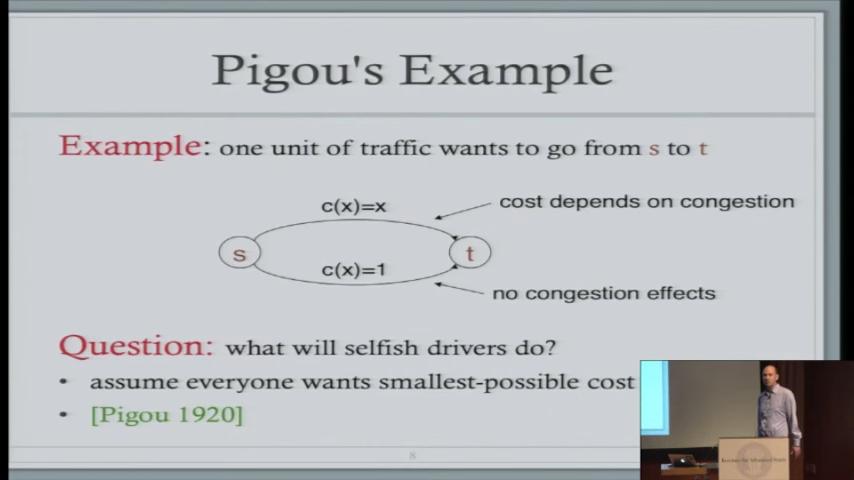 Pigou's Example
Example: one unit of traffic wants to go from s to t
c(x)=x
cost depends on congestion
s
t
c(x)=1
no congestion effects
Question: what will selfish drivers do?
• assume everyone wants smallest-possible cost
• [Pigou 1920]
8